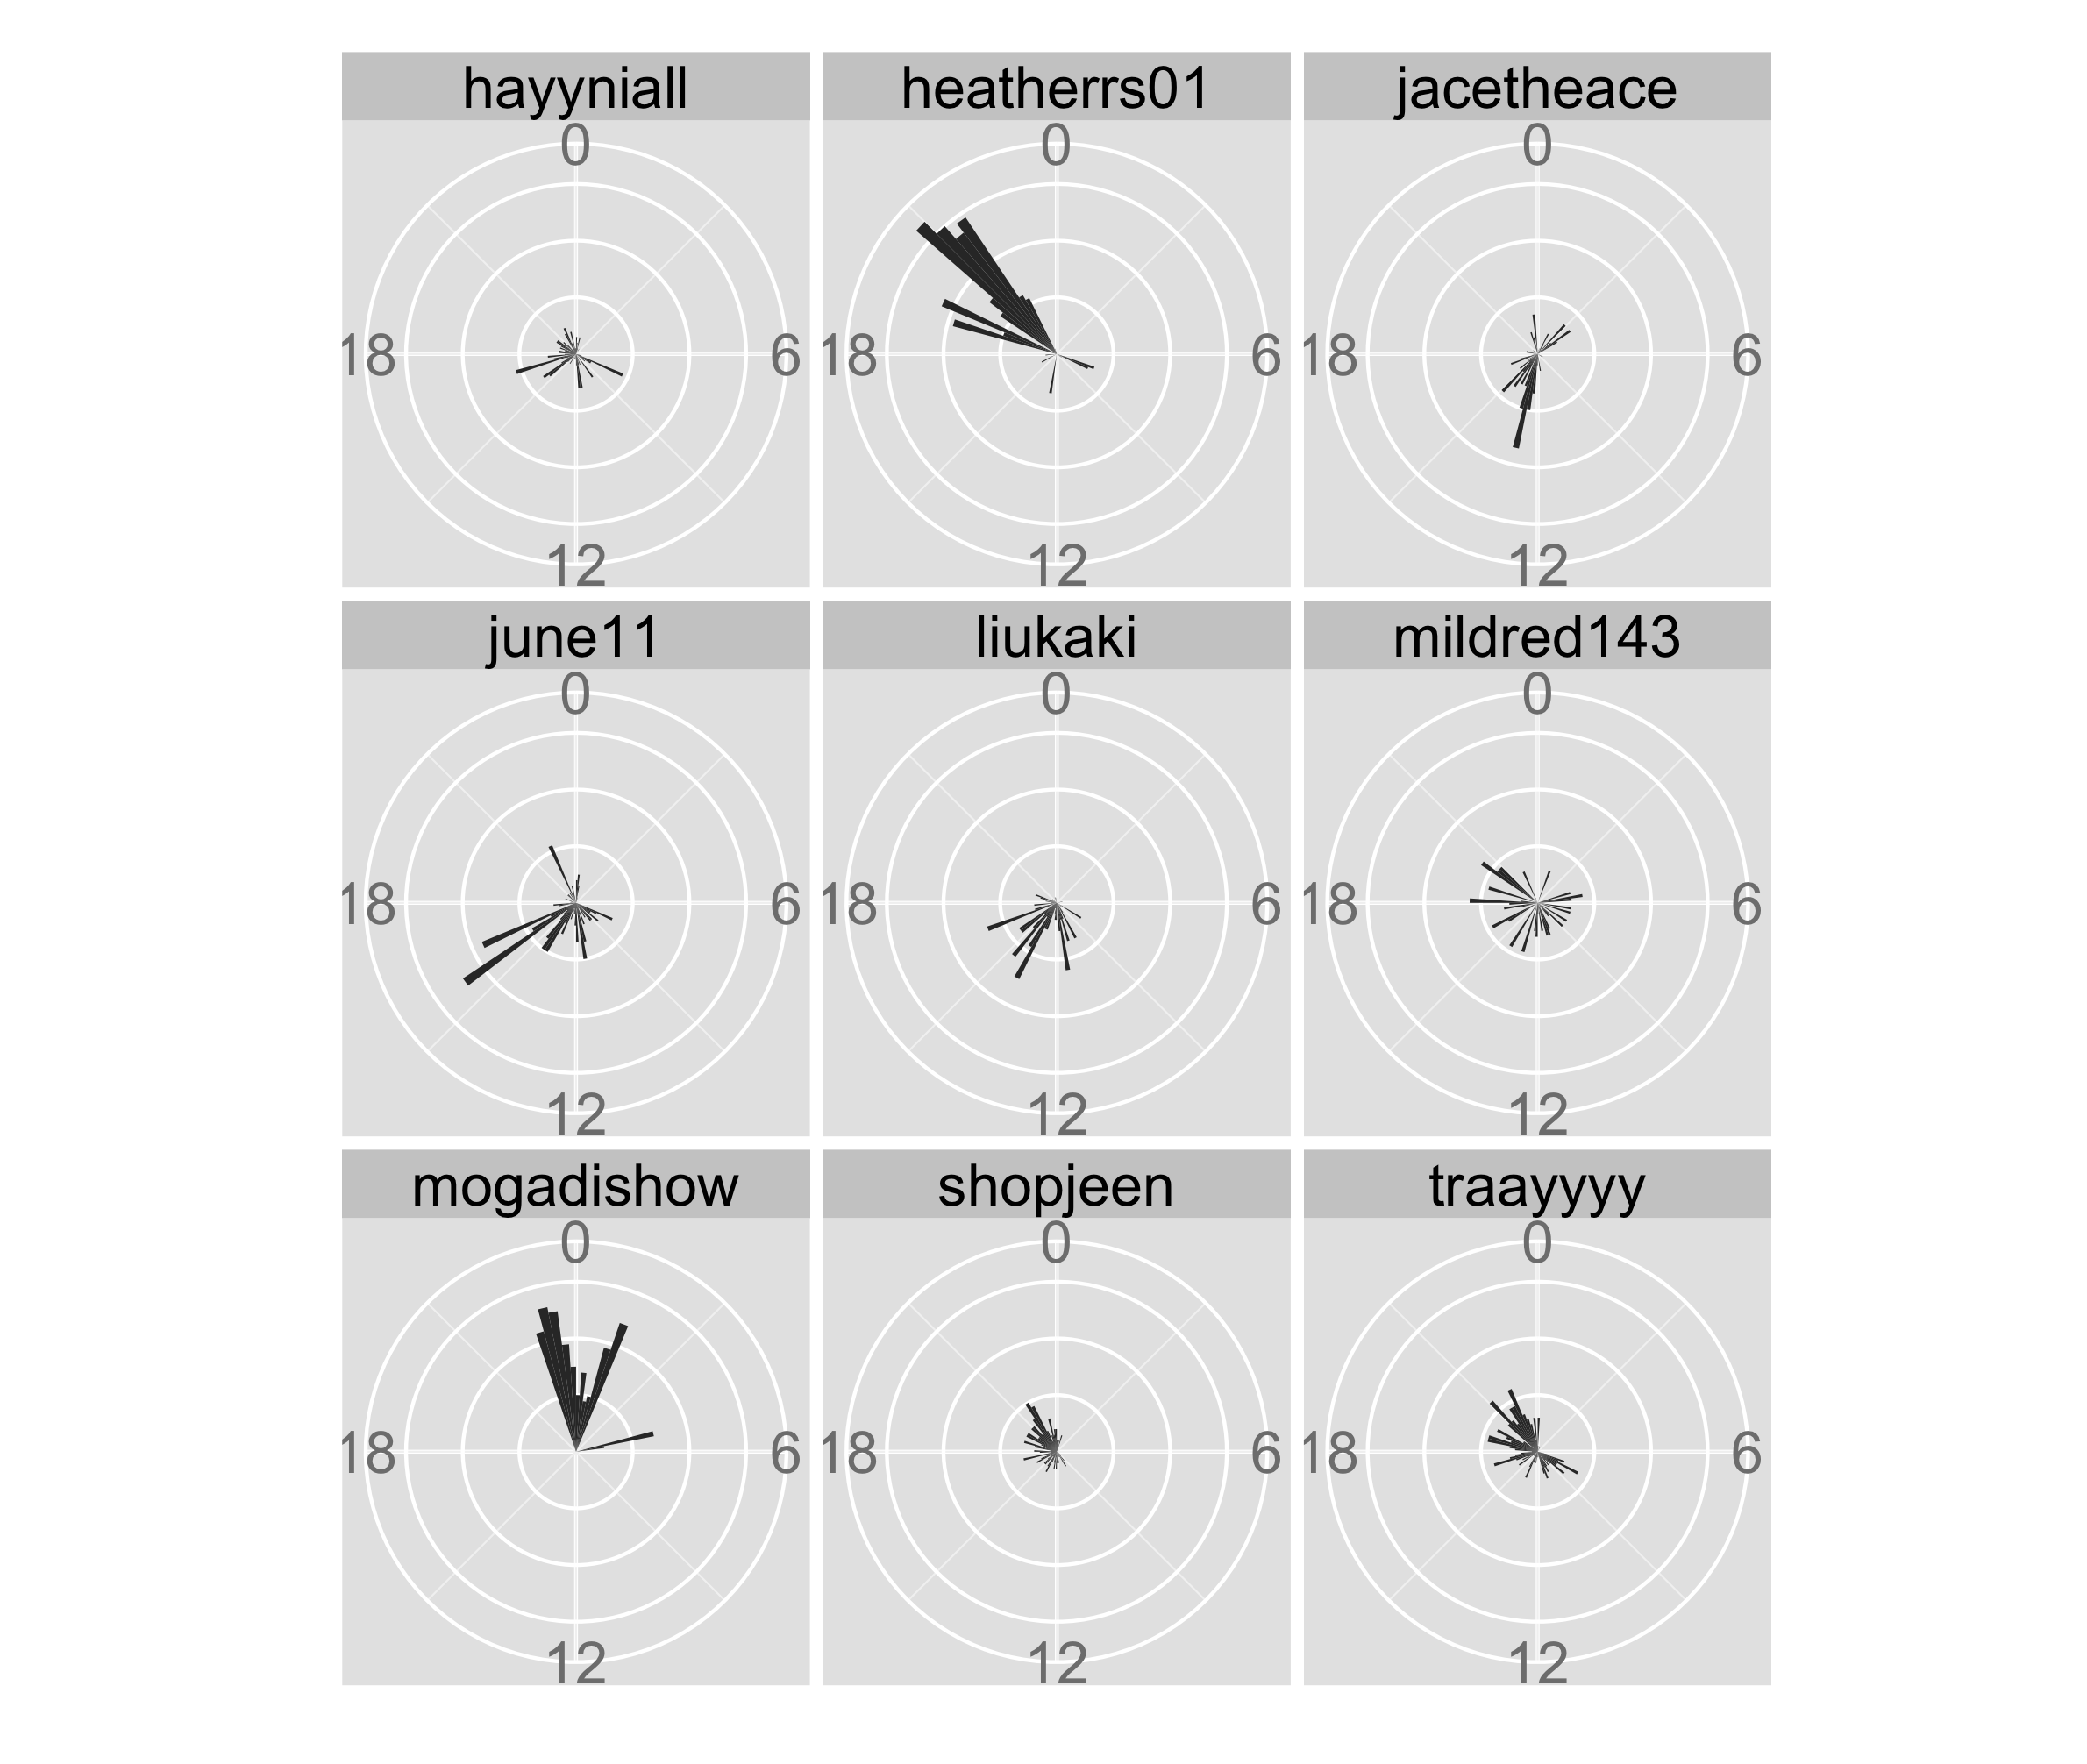 hayyniall heatherrs01 jacetheace
0 0 0
18 6 18 6 18 6
12 12 12
june11 liukaki mildred143
0 0 0
18 6 18 6 18 6
12 12 12
mogadishow shopjeen traayyyy
0 0 0
18 6 18 6 18 6
12 12 12